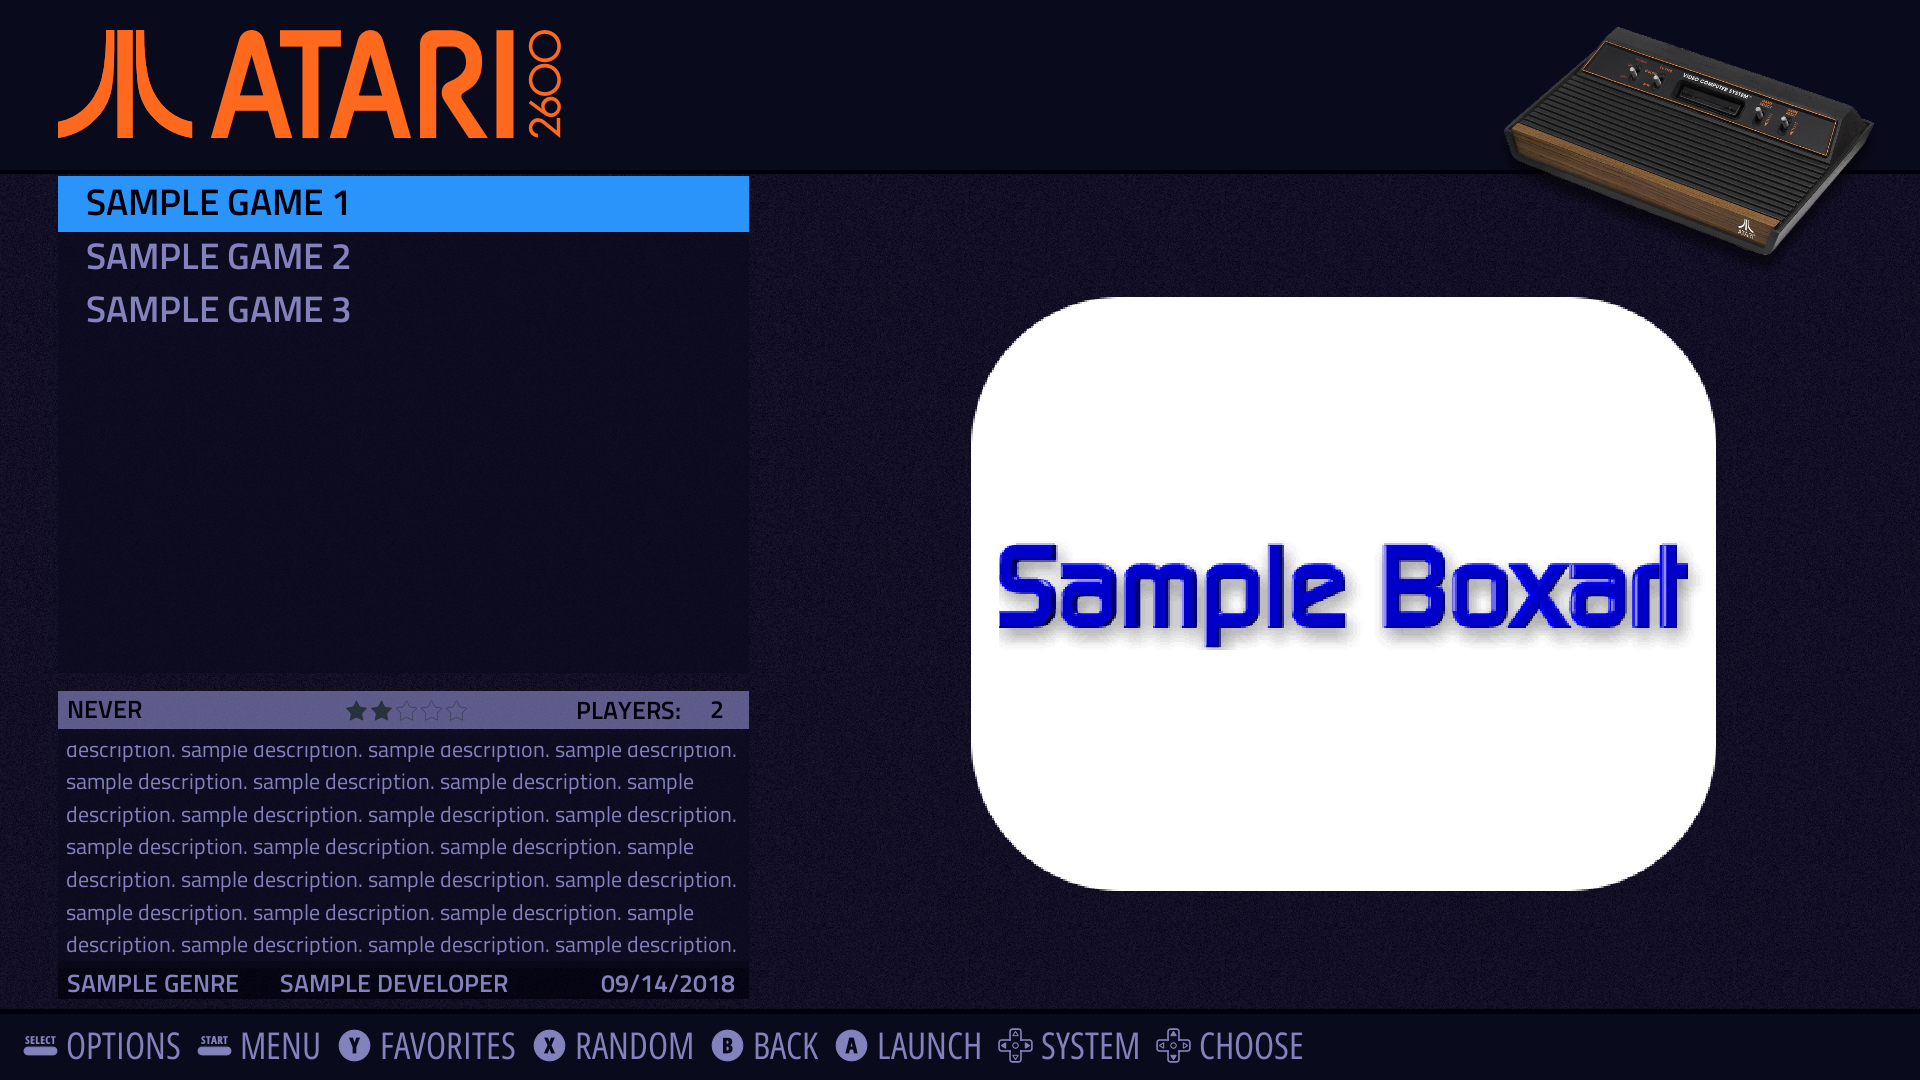 ATARI 2600
VIDEO COMPUTER SYSTEM
SAMPLE GAME 1
SAMPLE GAME 2
SAMPLE GAME 3
Sample Boxart
NEVER PLAYERS: 2
description. sample description. sample description. sample description.
sample description. sample description. sample description. sample
description. sample description. sample description. sample description.
sample description. sample description. sample description. sample
description. sample description. sample description. sample description.
sample description. sample description. sample description. sample
description. sample description. sample description. sample description.
SAMPLE GENRE SAMPLE DEVELOPER 09/14/2018
SELECT OPTIONS START MENU Y FAVORITES X RANDOM B BACK A LAUNCH SYSTEM CHOOSE